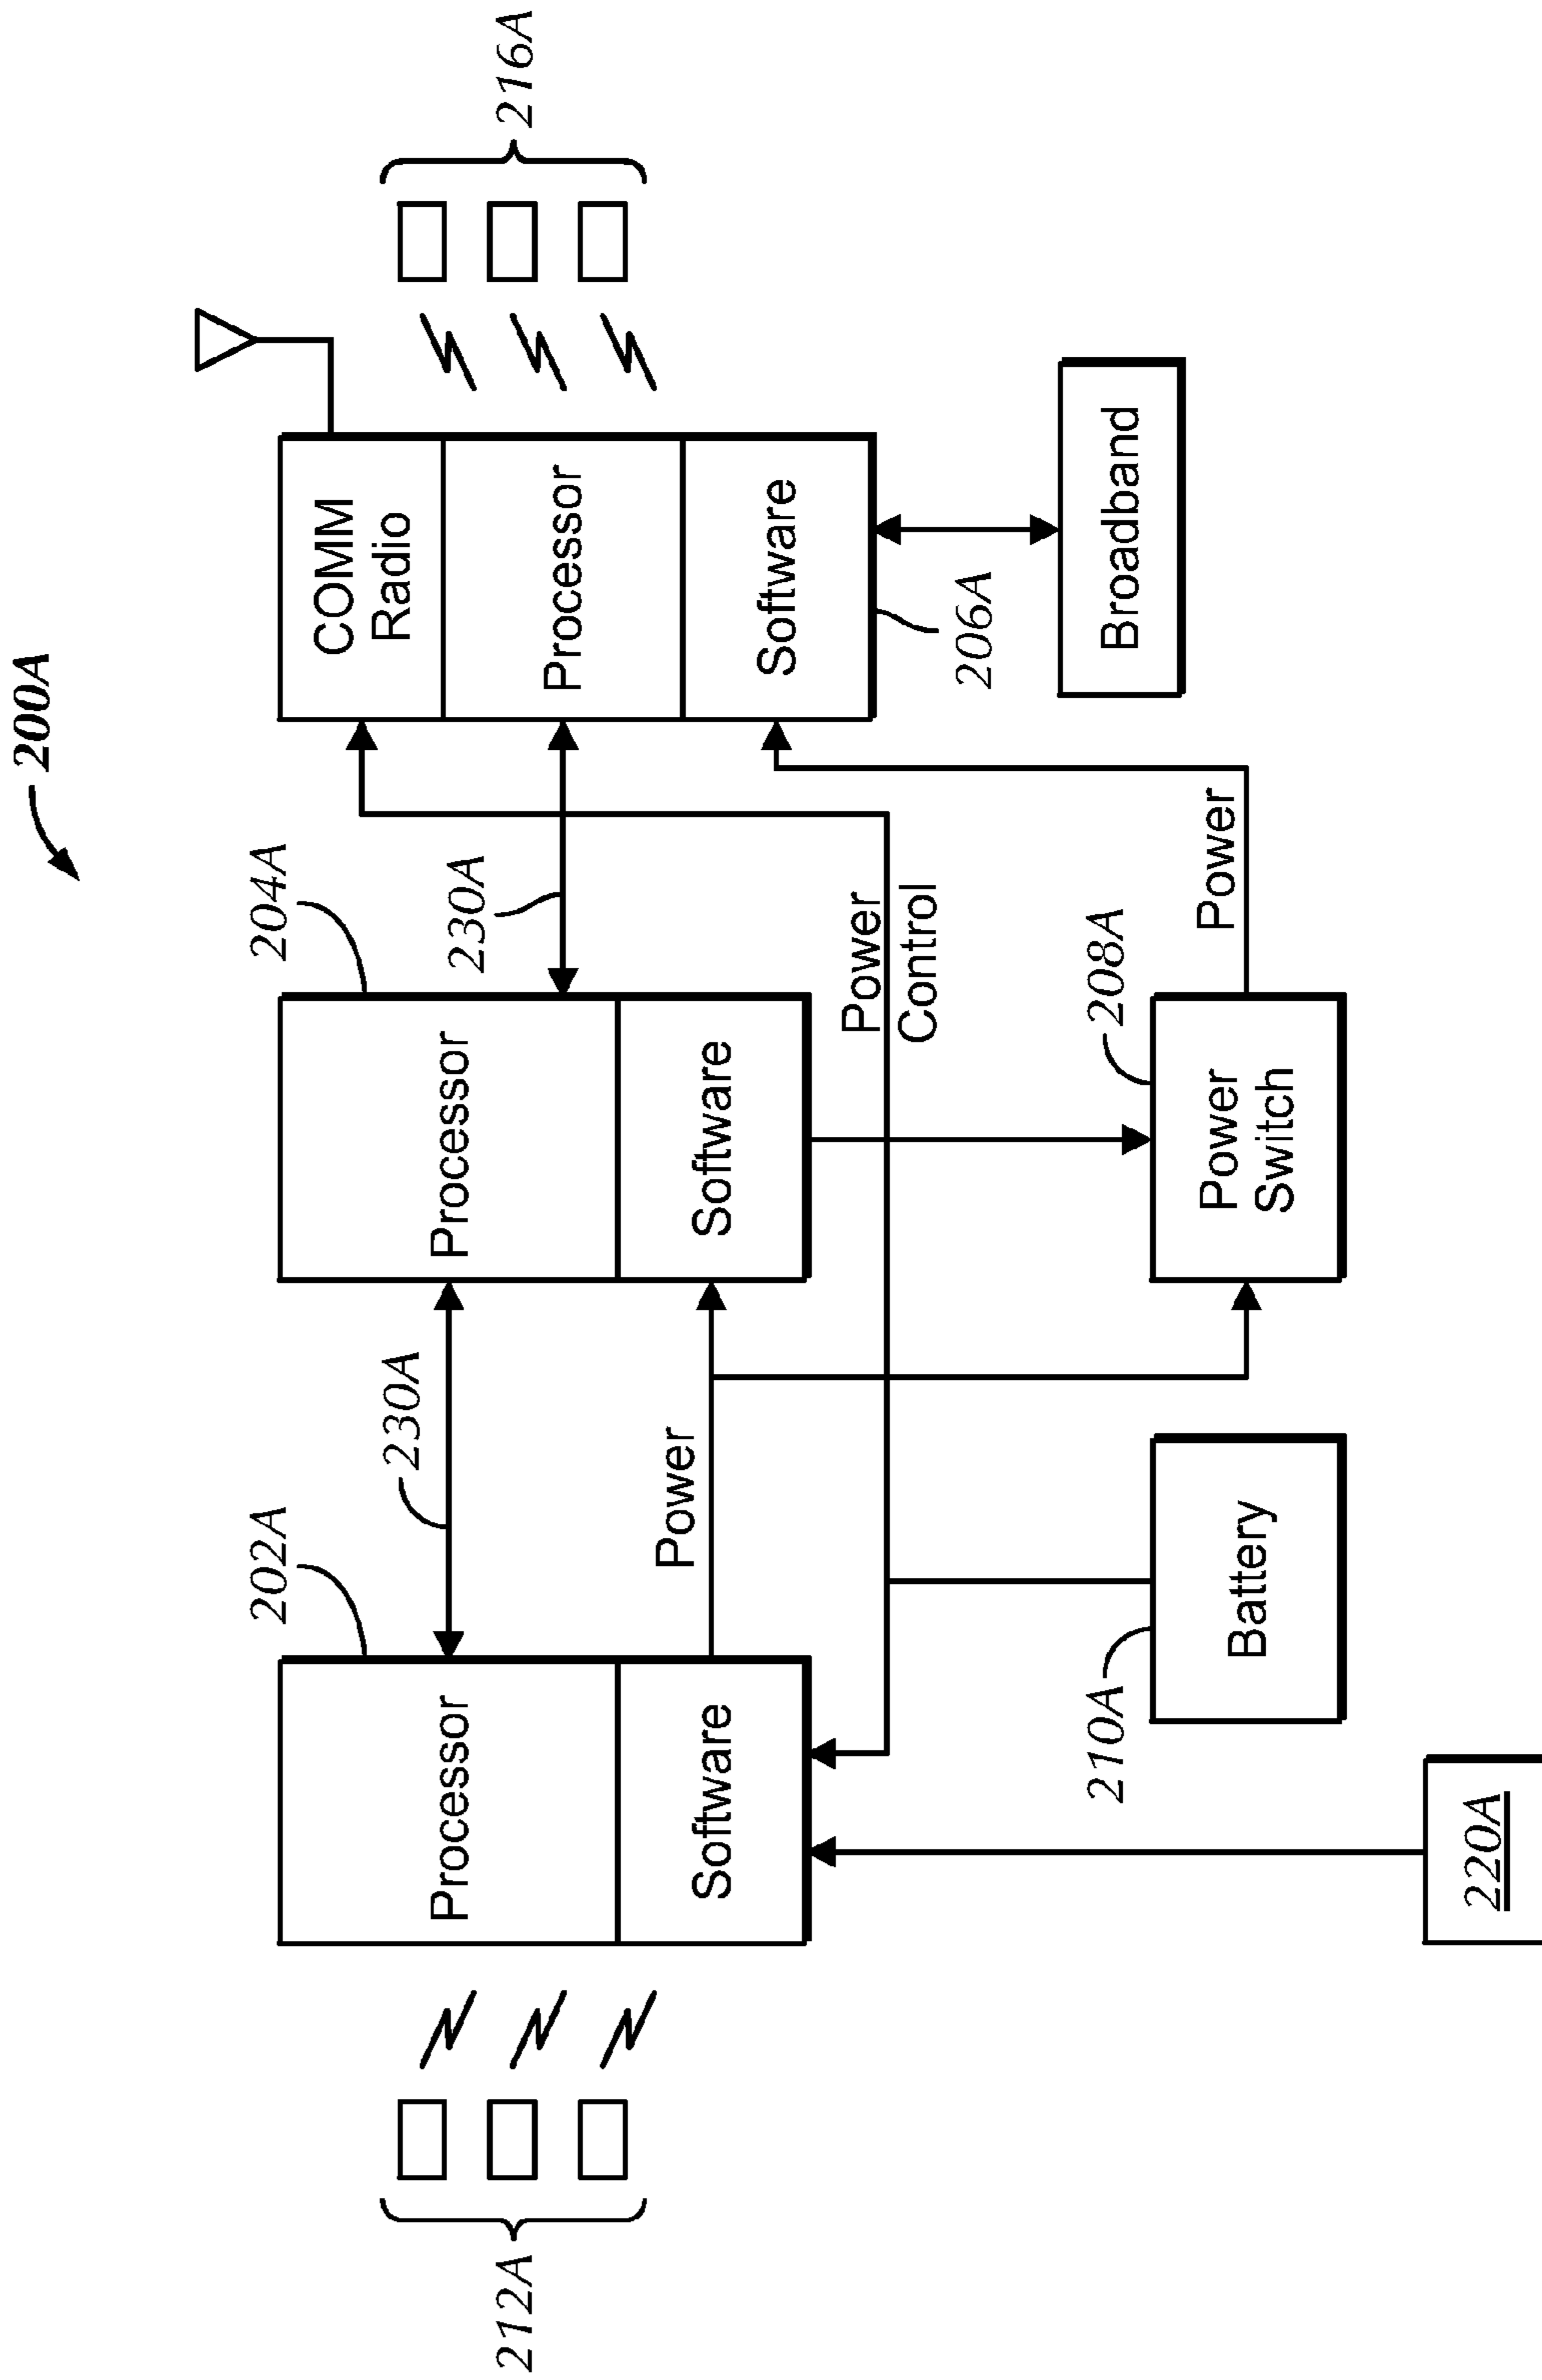 200A
202A
204A
230A
230A
COMM
Radio
Processor
Processor
Processor
Software
Software
Software
Power
Power
Control
206A
212A
216A
210A
208A
Power
Battery
Power
Switch
Broadband
220A